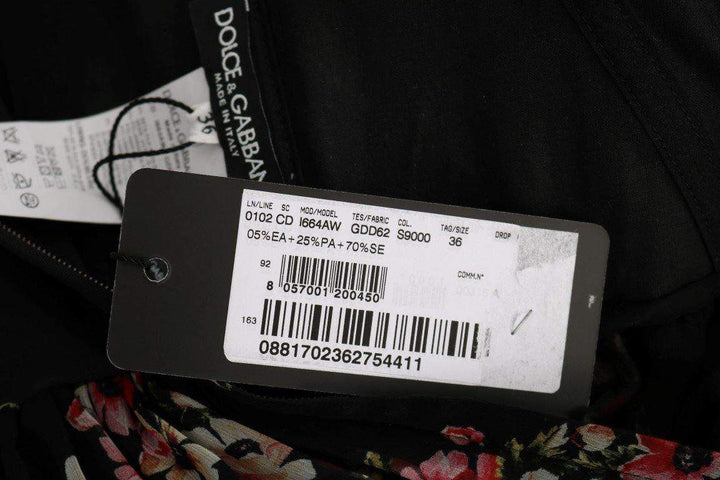 DOLCE & GABBAN
MADE IN ITALY
36
LN/LINE SC MOD/MODEL TES/FABRIC COL. TAG/SIZE DROP
0102 CD I664AW GDD62 S9000 36
05%EA+25%PA+70%SE
92
COMM.N°
8 057001 200450
163
0881702362754411